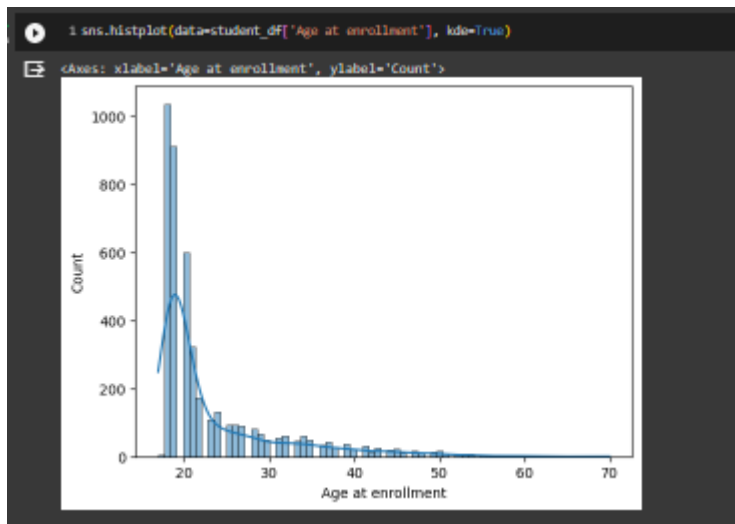 1 sns.histplot(data=student_df['Age at enrollment'], kde=True)
<Axes: xlabel='Age at enrollment', ylabel='Count'>
1000
800
600
400
200
0
Count
20 30 40 50 60 70
Age at enrollment